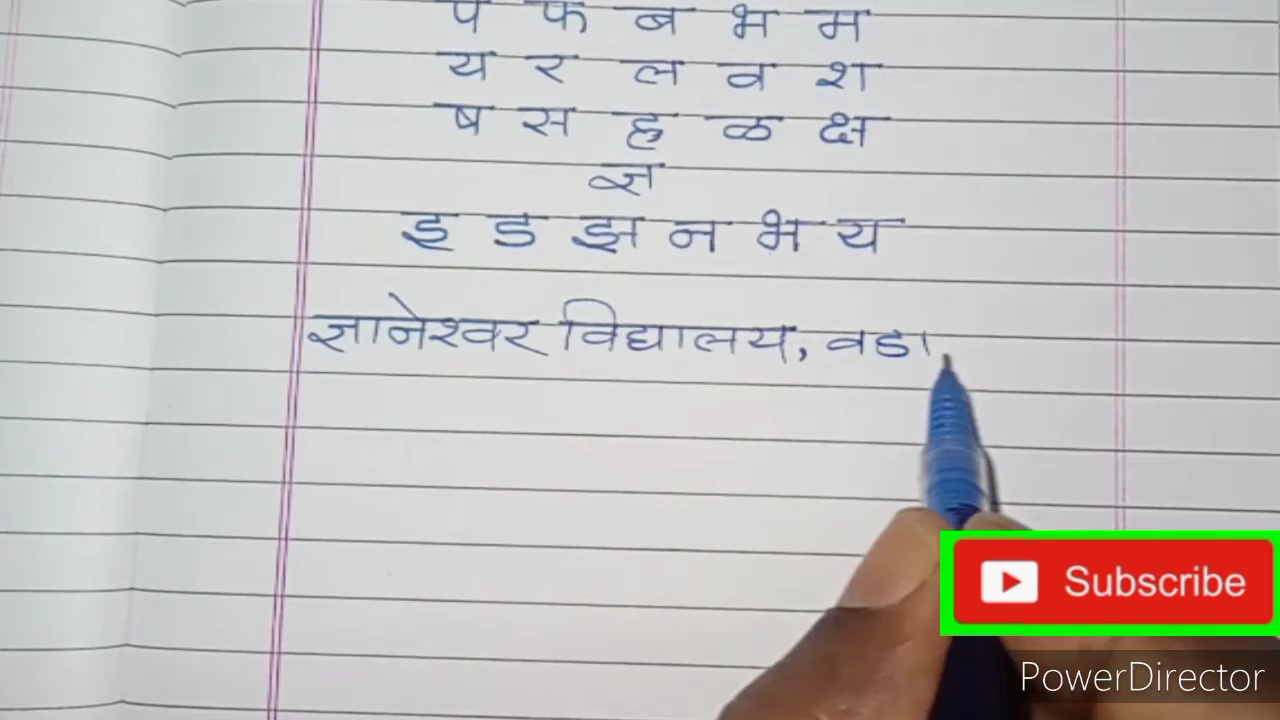 प फ ब भ म
य र ल व श
ष स ह ळ क्ष
ज्ञ
इ ड झ न भ य
ज्ञानेश्वर विद्यालय, वडा
Subscribe
PowerDirector